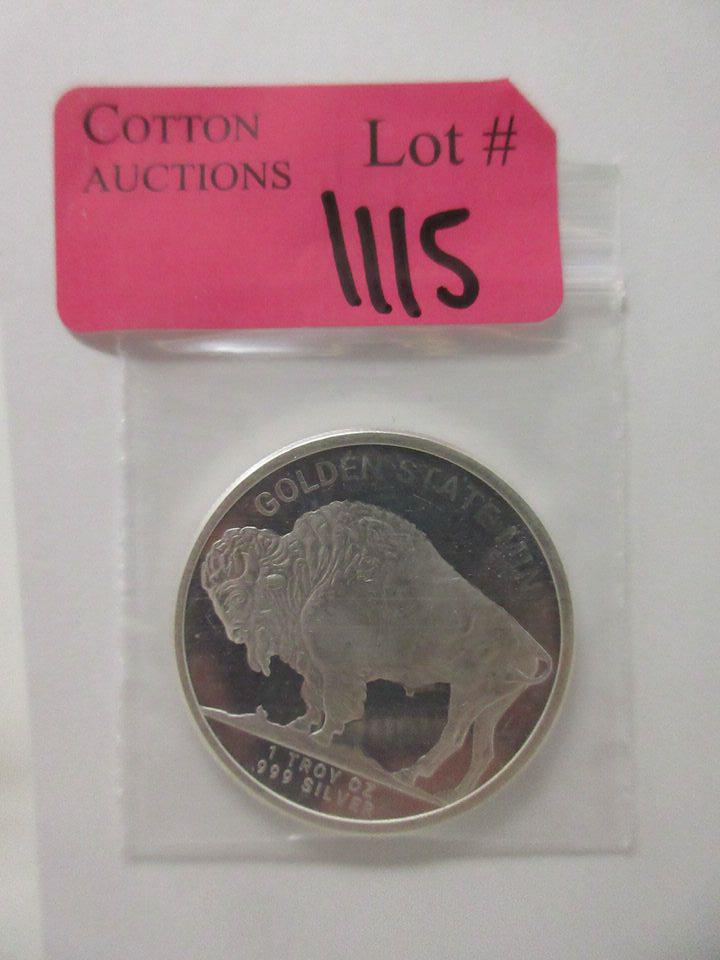 COTTON
AUCTIONS
Lot #
1115
GOLDEN STATE MINT
1 TROY OZ
.999 SILVER